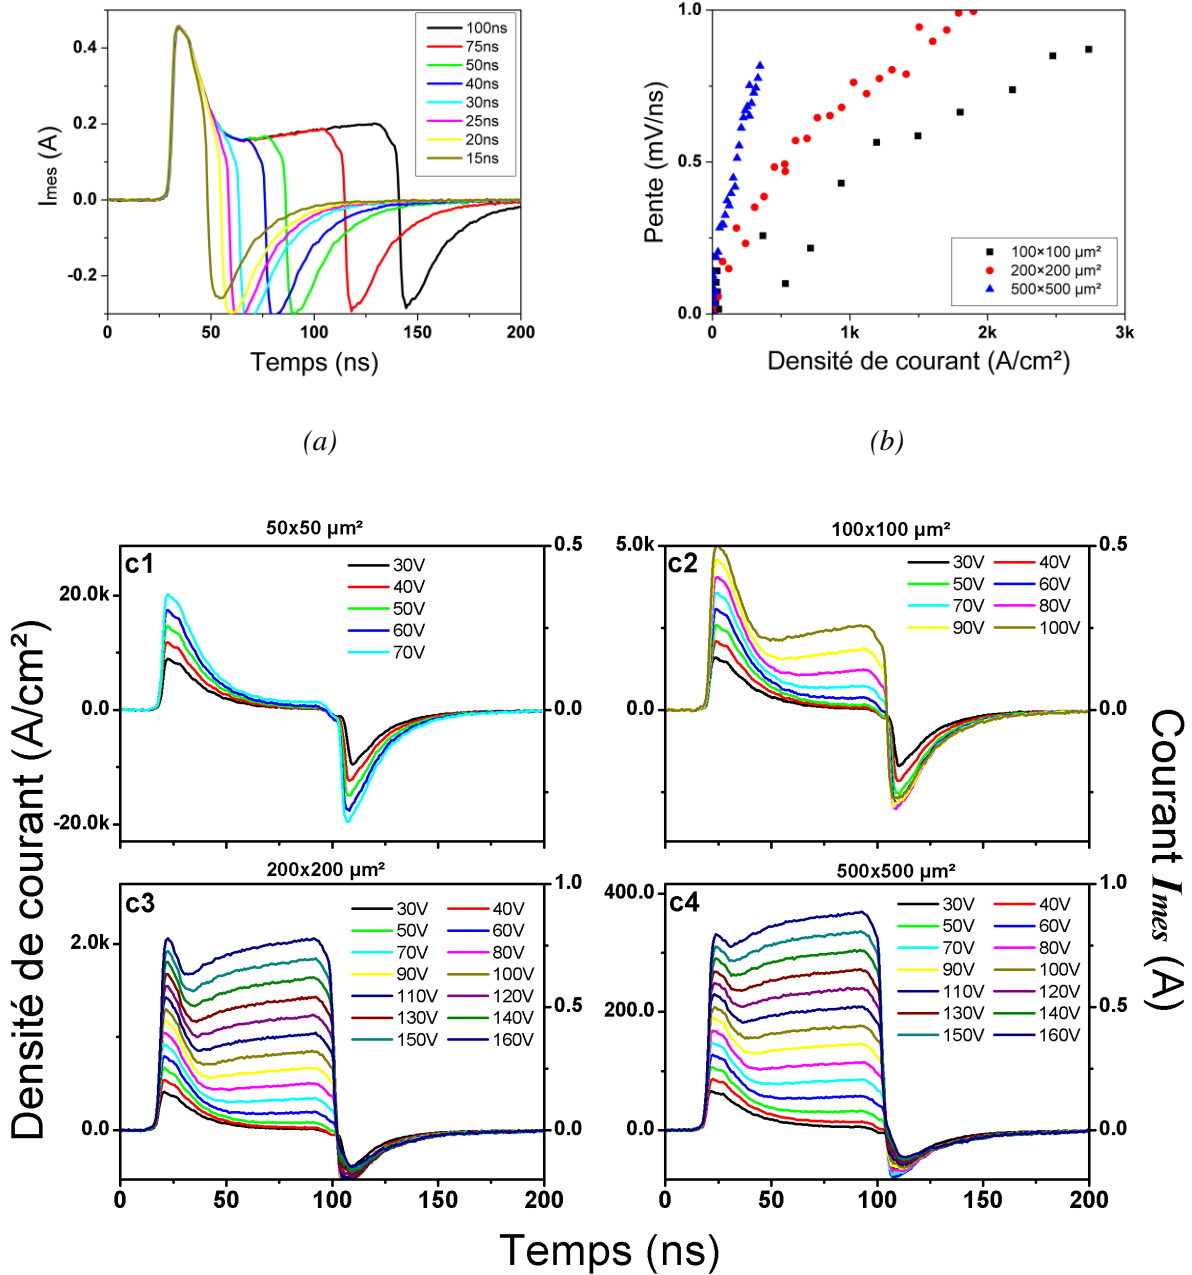 0.4
0.2
0.0
-0.2
Imes (A)
0 50 100 150 200
Temps (ns)
100ns
75ns
50ns
40ns
30ns
25ns
20ns
15ns
(a)
1.0
0.5
0.0
Pente (mV/ns)
0 1k 2k 3k
Densité de courant (A/cm²)
100×100 µm²
200×200 µm²
500×500 µm²
(b)
Densité de courant (A/cm²)
50x50 µm²
c1
20.0k
0.0
-20.0k
0.5
0.0
30V
40V
50V
60V
70V
100x100 µm²
c2
5.0k
2.5k
0.0
0.5
0.0
30V 40V
50V 60V
70V 80V
90V 100V
200x200 µm²
c3
2.0k
0.0
1.0
0.5
0.0
30V 40V
50V 60V
70V 80V
90V 100V
110V 120V
130V 140V
150V 160V
0 50 100 150 200
500x500 µm²
c4
400.0
200.0
0.0
1.0
0.5
0.0
30V 40V
50V 60V
70V 80V
90V 100V
110V 120V
130V 140V
150V 160V
0 50 100 150 200
Courant Imes (A)
Temps (ns)